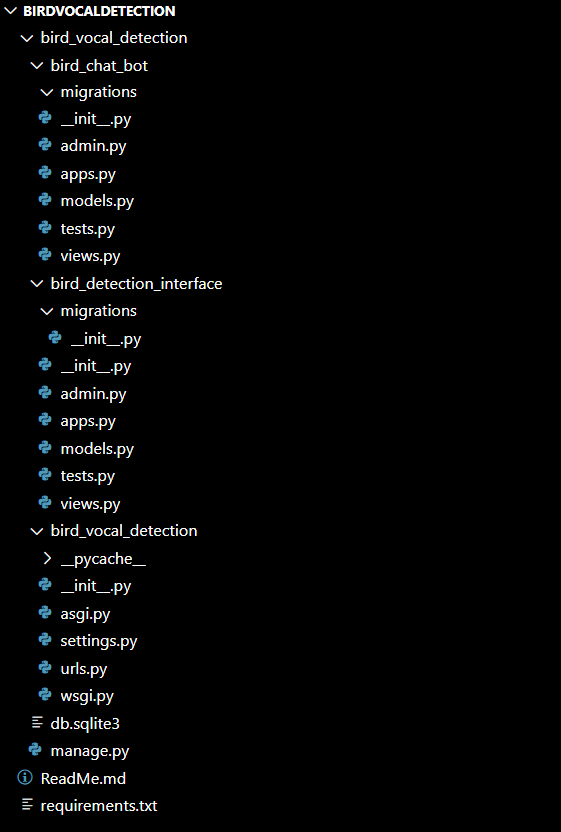 BIRDVOCALDETECTION
bird_vocal_detection
bird_chat_bot
migrations
__init__.py
admin.py
apps.py
models.py
tests.py
views.py
bird_detection_interface
migrations
__init__.py
__init__.py
admin.py
apps.py
models.py
tests.py
views.py
bird_vocal_detection
__pycache__
__init__.py
asgi.py
settings.py
urls.py
wsgi.py
db.sqlite3
manage.py
ReadMe.md
requirements.txt